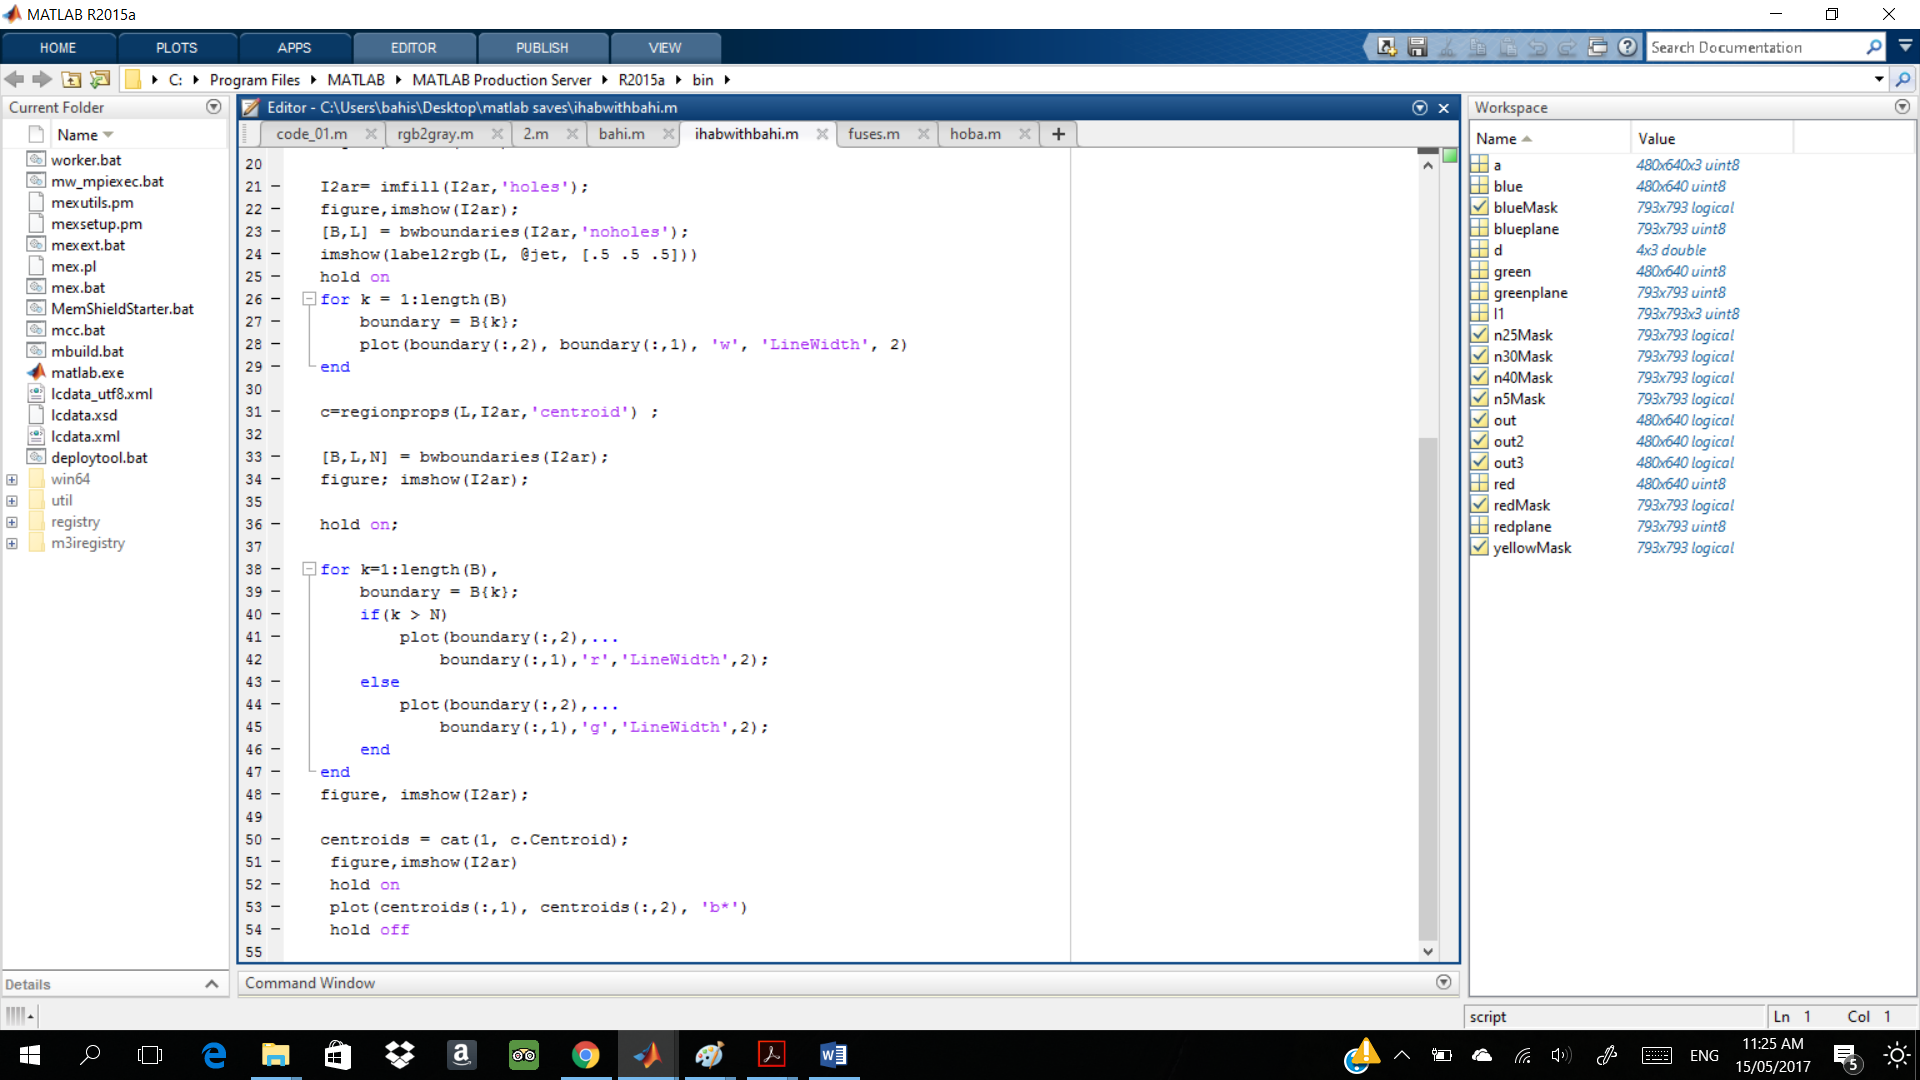 MATLAB R2015a
HOME PLOTS APPS EDITOR PUBLISH VIEW
Search Documentation
C: Program Files MATLAB MATLAB Production Server R2015a bin
Current Folder
Name
worker.bat
mw_mpiexec.bat
mexutils.pm
mexsetup.pm
mexext.bat
mex.pl
mex.bat
MemShieldStarter.bat
mcc.bat
mbuild.bat
matlab.exe
lcdata_utf8.xml
lcdata.xsd
lcdata.xml
deploytool.bat
win64
util
registry
m3iregistry
Details
Editor - C:\Users\bahis\Desktop\matlab saves\ihabwithbahi.m
code_01.m rgb2gray.m 2.m bahi.m ihabwithbahi.m fuses.m hoba.m
20
21 – I2ar= imfill(I2ar,'holes');
22 – figure,imshow(I2ar);
23 – [B,L] = bwboundaries(I2ar,'noholes');
24 – imshow(label2rgb(L, @jet, [.5 .5 .5]))
25 – hold on
26 – for k = 1:length(B)
27 – boundary = B{k};
28 – plot(boundary(:,2), boundary(:,1), 'w', 'LineWidth', 2)
29 – end
30
31 – c=regionprops(L,I2ar,'centroid') ;
32
33 – [B,L,N] = bwboundaries(I2ar);
34 – figure; imshow(I2ar);
35
36 – hold on;
37
38 – for k=1:length(B),
39 – boundary = B{k};
40 – if(k > N)
41 – plot(boundary(:,2),...
42 – boundary(:,1),'r','LineWidth',2);
43 – else
44 – plot(boundary(:,2),...
45 – boundary(:,1),'g','LineWidth',2);
46 – end
47 – end
48 – figure, imshow(I2ar);
49
50 – centroids = cat(1, c.Centroid);
51 – figure,imshow(I2ar)
52 – hold on
53 – plot(centroids(:,1), centroids(:,2), 'b*')
54 – hold off
55
Command Window
Workspace
Name Value
a 480x640x3 uint8
blue 480x640 uint8
blueMask 793x793 logical
blueplane 793x793 uint8
d 4x3 double
green 480x640 uint8
greenplane 793x793 uint8
I1 793x793x3 uint8
n25Mask 793x793 logical
n30Mask 793x793 logical
n40Mask 793x793 logical
n5Mask 793x793 logical
out 480x640 logical
out2 480x640 logical
out3 480x640 logical
red 480x640 uint8
redMask 793x793 logical
redplane 793x793 uint8
yellowMask 793x793 logical
script Ln 1 Col 1
ENG
11:25 AM
15/05/2017
5